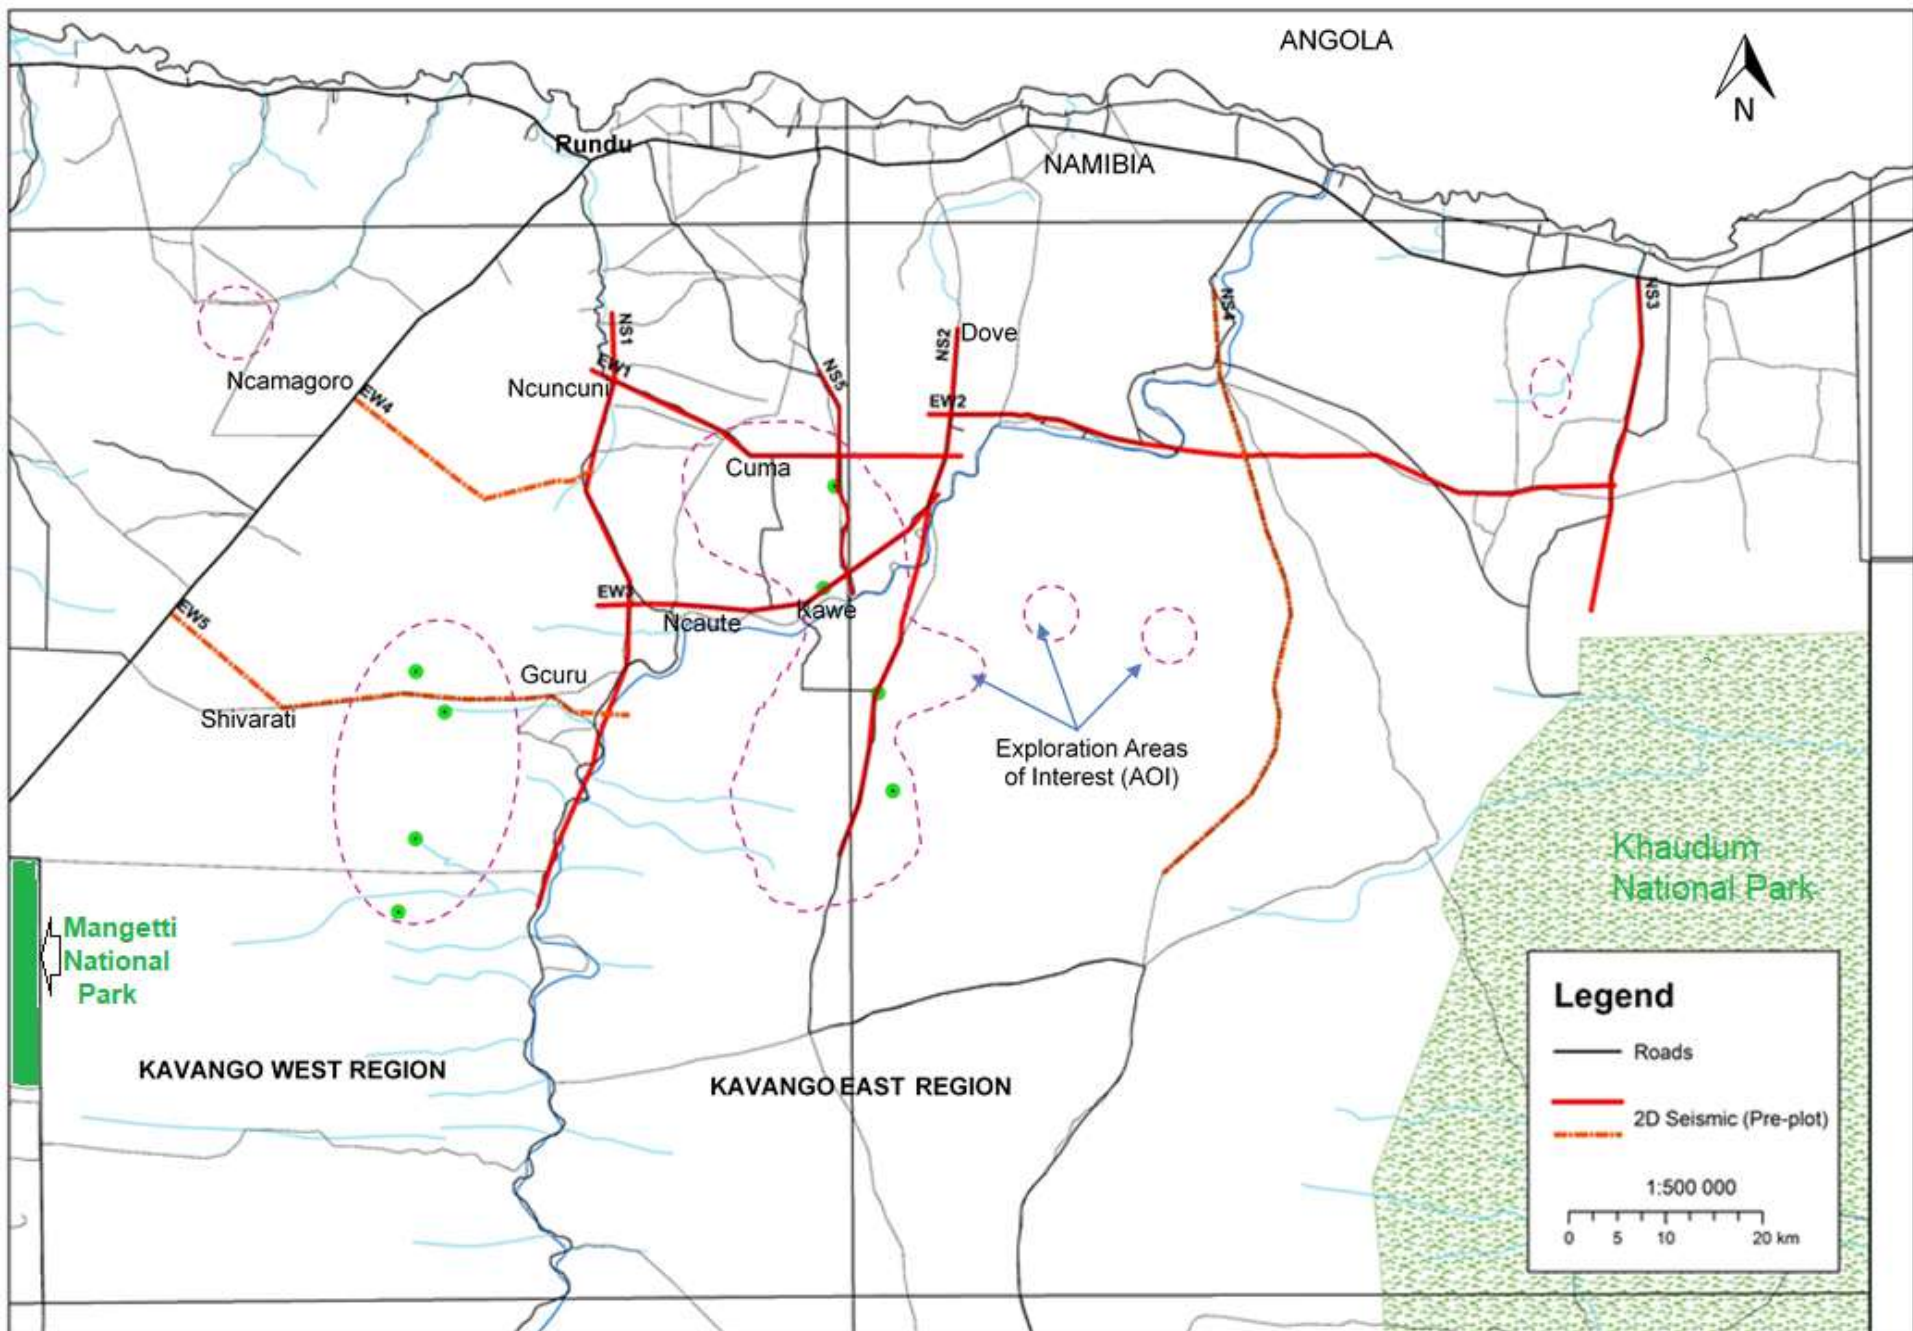 ANGOLA
N
Rundu
NAMIBIA
NS1
NS5
NS2
Dove
NS4
NS3
Ncamagoro
EW4
Ncuncuni
EW1
EW2
Cuma
EW5
EW3
Ncaute
Kawe
Gcuru
Shivarati
Exploration Areas
of Interest (AOI)
Khaudum
National Park
Mangetti
National
Park
KAVANGO WEST REGION
KAVANGO EAST REGION
Legend
Roads
2D Seismic (Pre-plot)
1:500 000
0 5 10 20 km